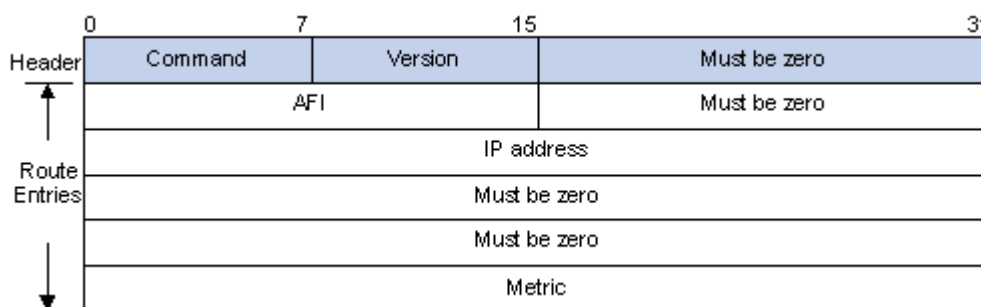 0 7 15 3
Header Command Version Must be zero
AFI Must be zero
IP address
Route
Entries
Must be zero
Must be zero
Metric